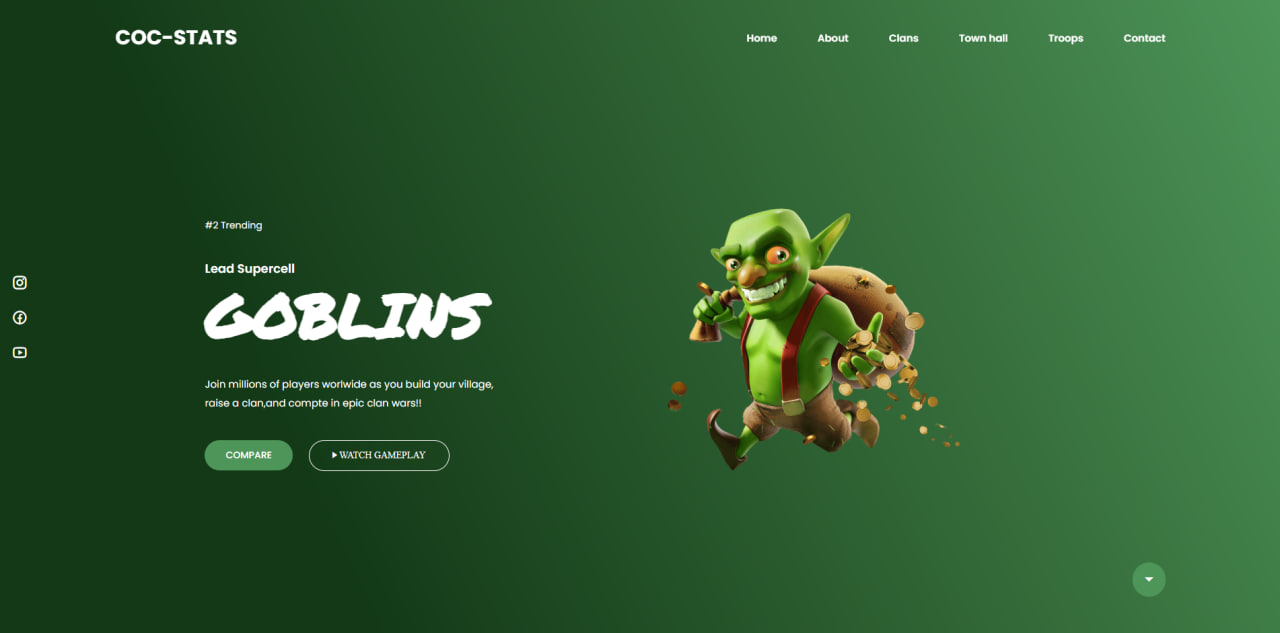 COC-STATS
Home About Clans Town hall Troops Contact
#2 Trending
Lead Supercell
GOBLINS
Join millions of players worlwide as you build your village,
raise a clan,and compte in epic clan wars!!
COMPARE
WATCH GAMEPLAY